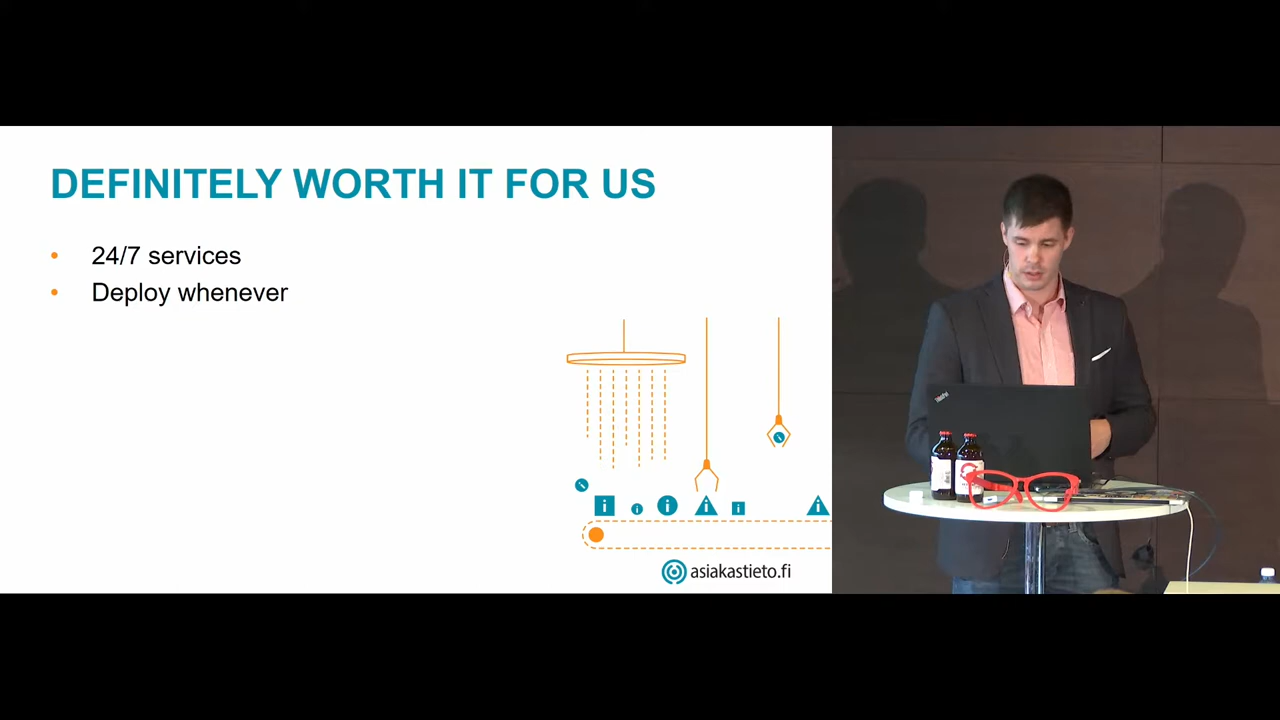 DEFINITELY WORTH IT FOR US
• 24/7 services
• Deploy whenever
asiakastieto.fi